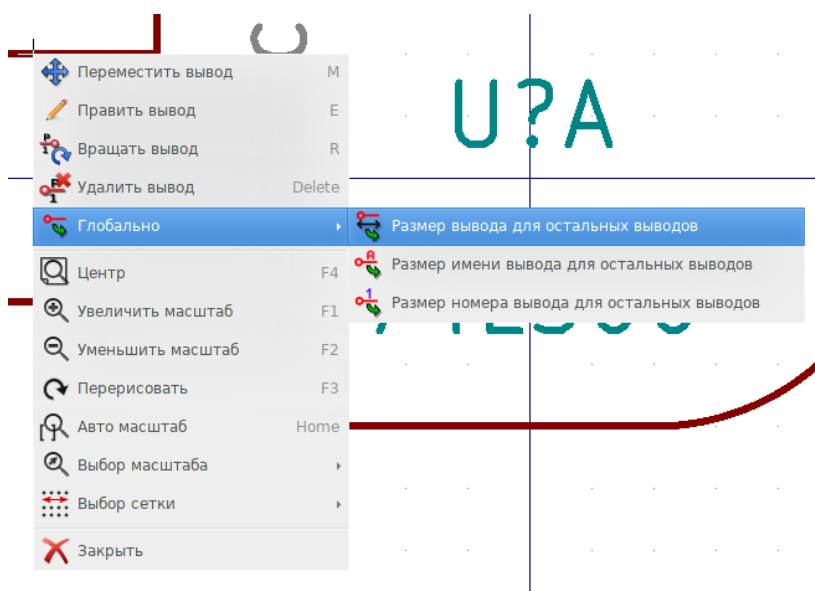 U?A
Переместить вывод M
Править вывод E
Вращать вывод R
Удалить вывод Delete
Глобально
Размер вывода для остальных выводов
Размер имени вывода для остальных выводов
Размер номера вывода для остальных выводов
Центр F4
Увеличить масштаб F1
Уменьшить масштаб F2
Перерисовать F3
Авто масштаб Home
Выбор масштаба
Выбор сетки
Закрыть